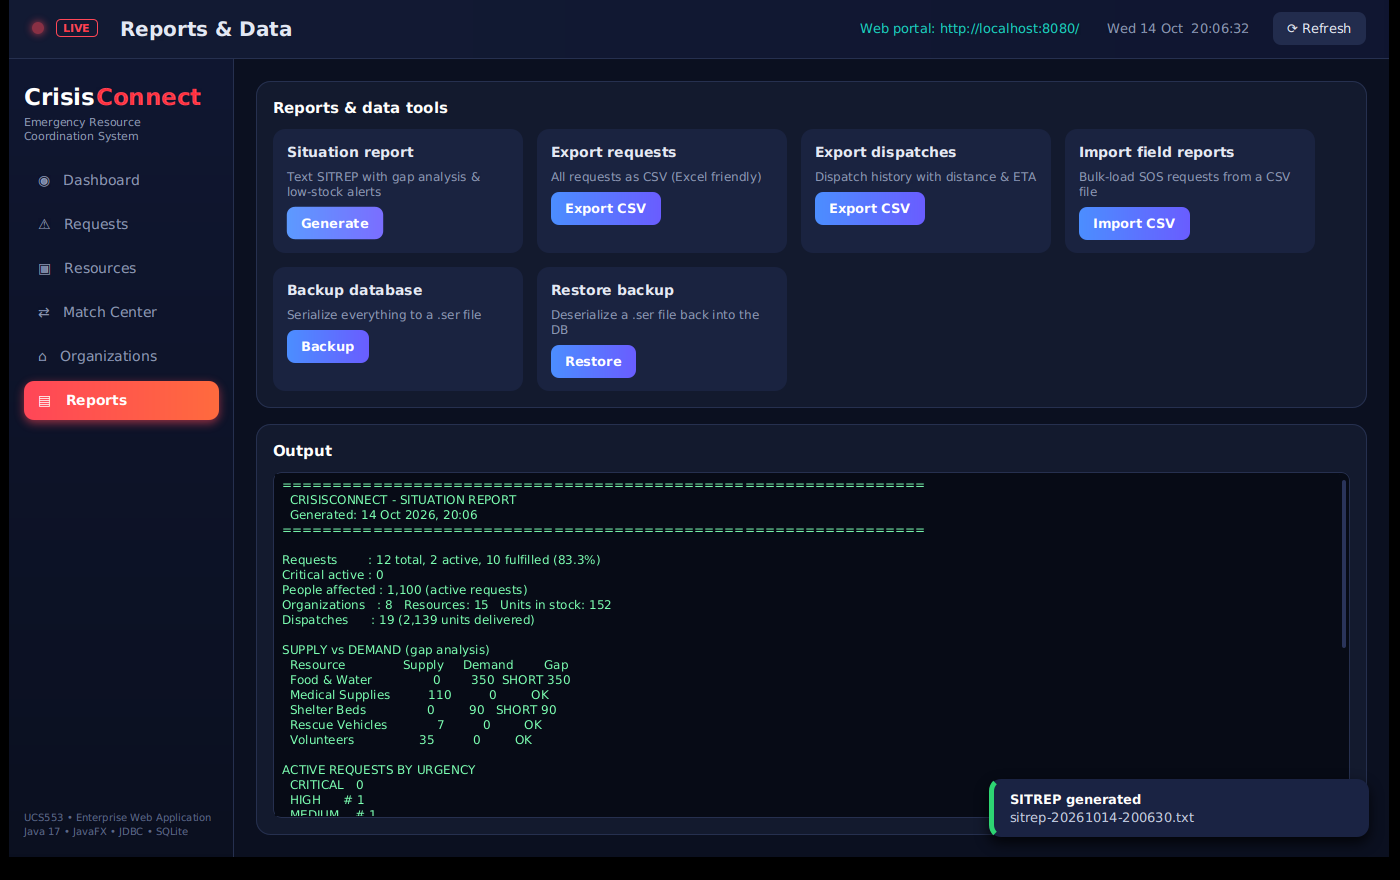 LIVE
Reports & Data
Web portal: http://localhost:8080/
Wed 14 Oct 20:06:32
⟳ Refresh
CrisisConnect
Emergency Resource
Coordination System
Dashboard
Requests
Resources
Match Center
Organizations
Reports
UCS553 • Enterprise Web Application
Java 17 • JavaFX • JDBC • SQLite
Reports & data tools
Situation report
Text SITREP with gap analysis &
low-stock alerts
Generate
Export requests
All requests as CSV (Excel friendly)
Export CSV
Export dispatches
Dispatch history with distance & ETA
Export CSV
Import field reports
Bulk-load SOS requests from a CSV
file
Import CSV
Backup database
Serialize everything to a .ser file
Backup
Restore backup
Deserialize a .ser file back into the
DB
Restore
Output
================================================================
CRISISCONNECT - SITUATION REPORT
Generated: 14 Oct 2026, 20:06
================================================================
Requests : 12 total, 2 active, 10 fulfilled (83.3%)
Critical active : 0
People affected : 1,100 (active requests)
Organizations : 8 Resources: 15 Units in stock: 152
Dispatches : 19 (2,139 units delivered)
SUPPLY vs DEMAND (gap analysis)
Resource Supply Demand Gap
Food & Water 0 350 SHORT 350
Medical Supplies 110 0 OK
Shelter Beds 0 90 SHORT 90
Rescue Vehicles 7 0 OK
Volunteers 35 0 OK
ACTIVE REQUESTS BY URGENCY
CRITICAL 0
HIGH # 1
MEDIUM # 1
SITREP generated
sitrep-20261014-200630.txt